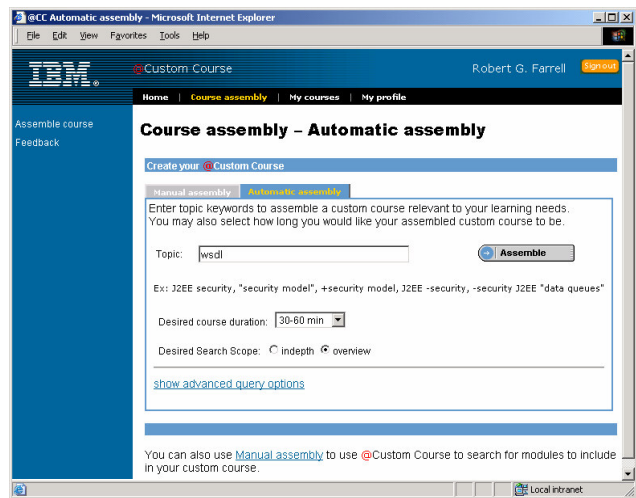 @CC Automatic assembly - Microsoft Internet Explorer
File Edit View Favorites Tools Help
IBM®
@Custom Course
Robert G. Farrell
Sign out
Home | Course assembly | My courses | My profile
Assemble course
Feedback
Course assembly – Automatic assembly
Create your @Custom Course
Manual assembly Automatic assembly
Enter topic keywords to assemble a custom course relevant to your learning needs.
You may also select how long you would like your assembled custom course to be.
Topic: wsdl Assemble
Ex: J2EE security, "security model", +security model, J2EE -security, -security J2EE "data queues"
Desired course duration: 30-60 min
Desired Search Scope: indepth overview
show advanced query options
You can also use Manual assembly to use @Custom Course to search for modules to include
in your custom course.
Local intranet